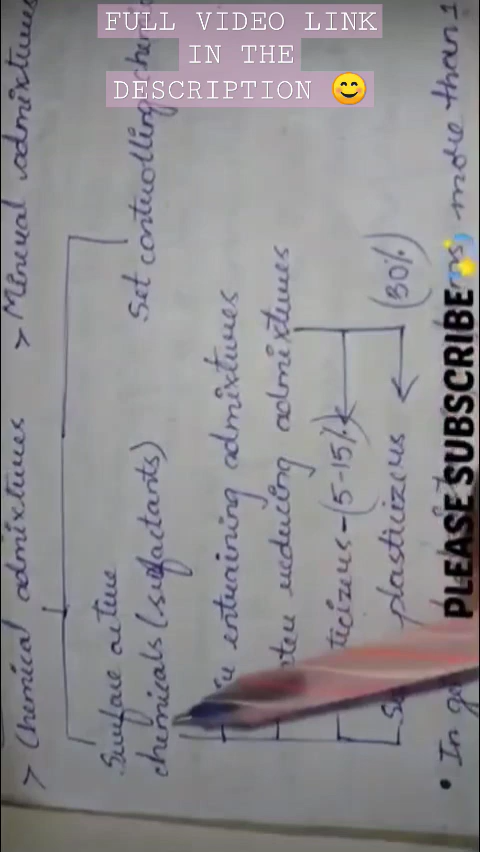 FULL VIDEO LINK
IN THE
DESCRIPTION 😊
> Chemical admixtures > Mineral admixtures
Surface active
chemicals (surfactants)
Set controlling
entraining admixtures
reducing admixtures
(5-15%)
plasticizers (30%)
• In more than 1
PLEASE SUBSCRIBE